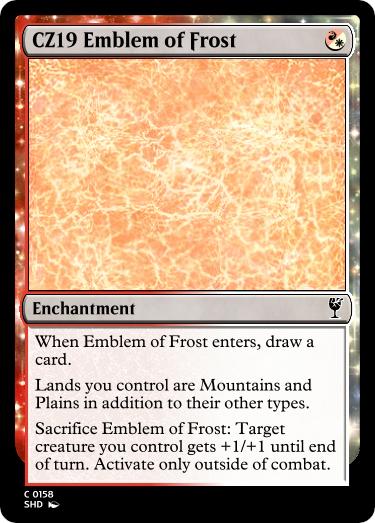 CZ19 Emblem of Frost
Enchantment
When Emblem of Frost enters, draw a
card.
Lands you control are Mountains and
Plains in addition to their other types.
Sacrifice Emblem of Frost: Target
creature you control gets +1/+1 until end
of turn. Activate only outside of combat.
C 0158
SHD